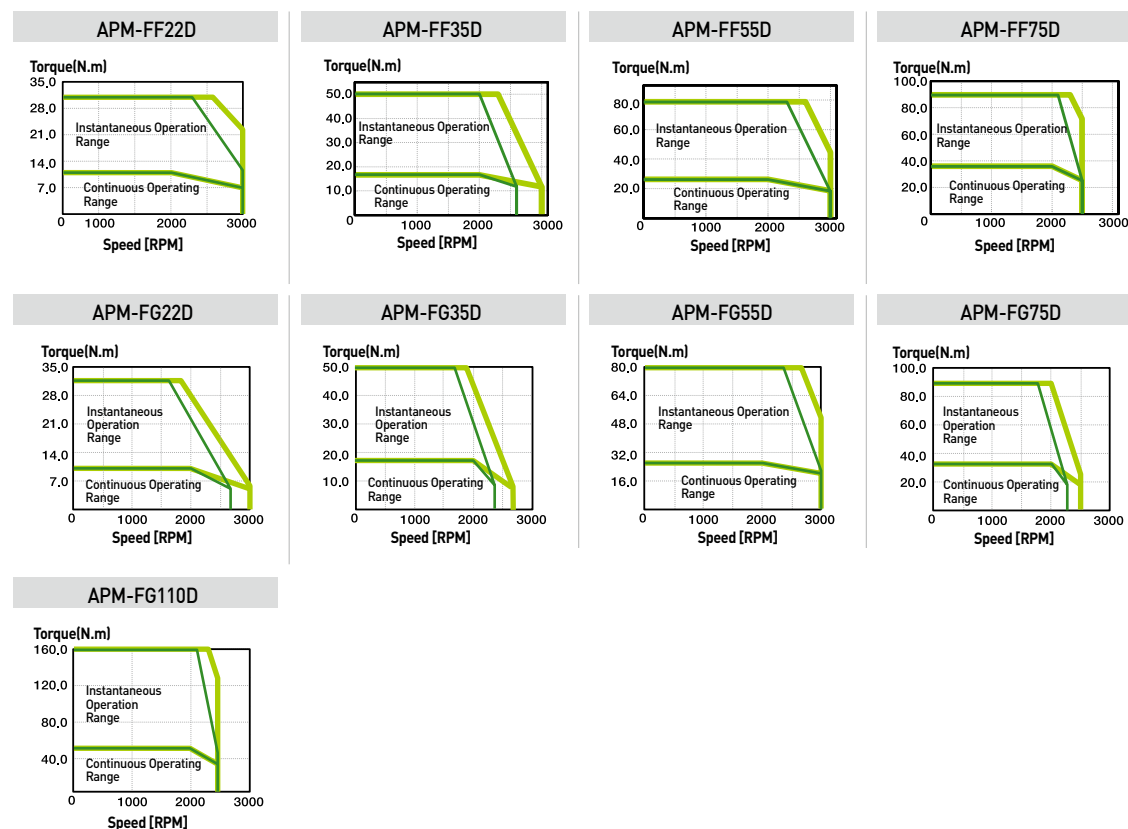 APM-FF22D
APM-FF35D
APM-FF55D
APM-FF75D
Torque(N.m)
35.0
28.0
21.0
14.0
7.0
Instantaneous Operation
Range
Continuous Operating
Range
0 1000 2000 3000
Speed [RPM]
Torque(N.m)
50.0
40.0
30.0
20.0
10.0
Instantaneous Operation
Range
Continuous Operating
Range
0 1000 2000 3000
Speed [RPM]
Torque(N.m)
80.0
60.0
40.0
20.0
Instantaneous Operation
Range
Continuous Operating
Range
0 1000 2000 3000
Speed [RPM]
Torque(N.m)
100.0
80.0
60.0
40.0
20.0
Instantaneous Operation
Range
Continuous Operating
Range
0 1000 2000 3000
Speed [RPM]
APM-FG22D
APM-FG35D
APM-FG55D
APM-FG75D
Torque(N.m)
35.0
28.0
21.0
14.0
7.0
Instantaneous
Operation
Range
Continuous Operating
Range
0 1000 2000 3000
Speed [RPM]
Torque(N.m)
50.0
40.0
30.0
20.0
10.0
Instantaneous
Operation
Range
Continuous Operating
Range
0 1000 2000 3000
Speed [RPM]
Torque(N.m)
80.0
64.0
48.0
32.0
16.0
Instantaneous Operation
Range
Continuous Operating
Range
0 1000 2000 3000
Speed [RPM]
Torque(N.m)
100.0
80.0
60.0
40.0
20.0
Instantaneous
Operation
Range
Continuous Operating
Range
0 1000 2000 3000
Speed [RPM]
APM-FG110D
Torque(N.m)
160.0
120.0
80.0
40.0
Instantaneous
Operation
Range
Continuous Operating
Range
0 1000 2000 3000
Speed [RPM]